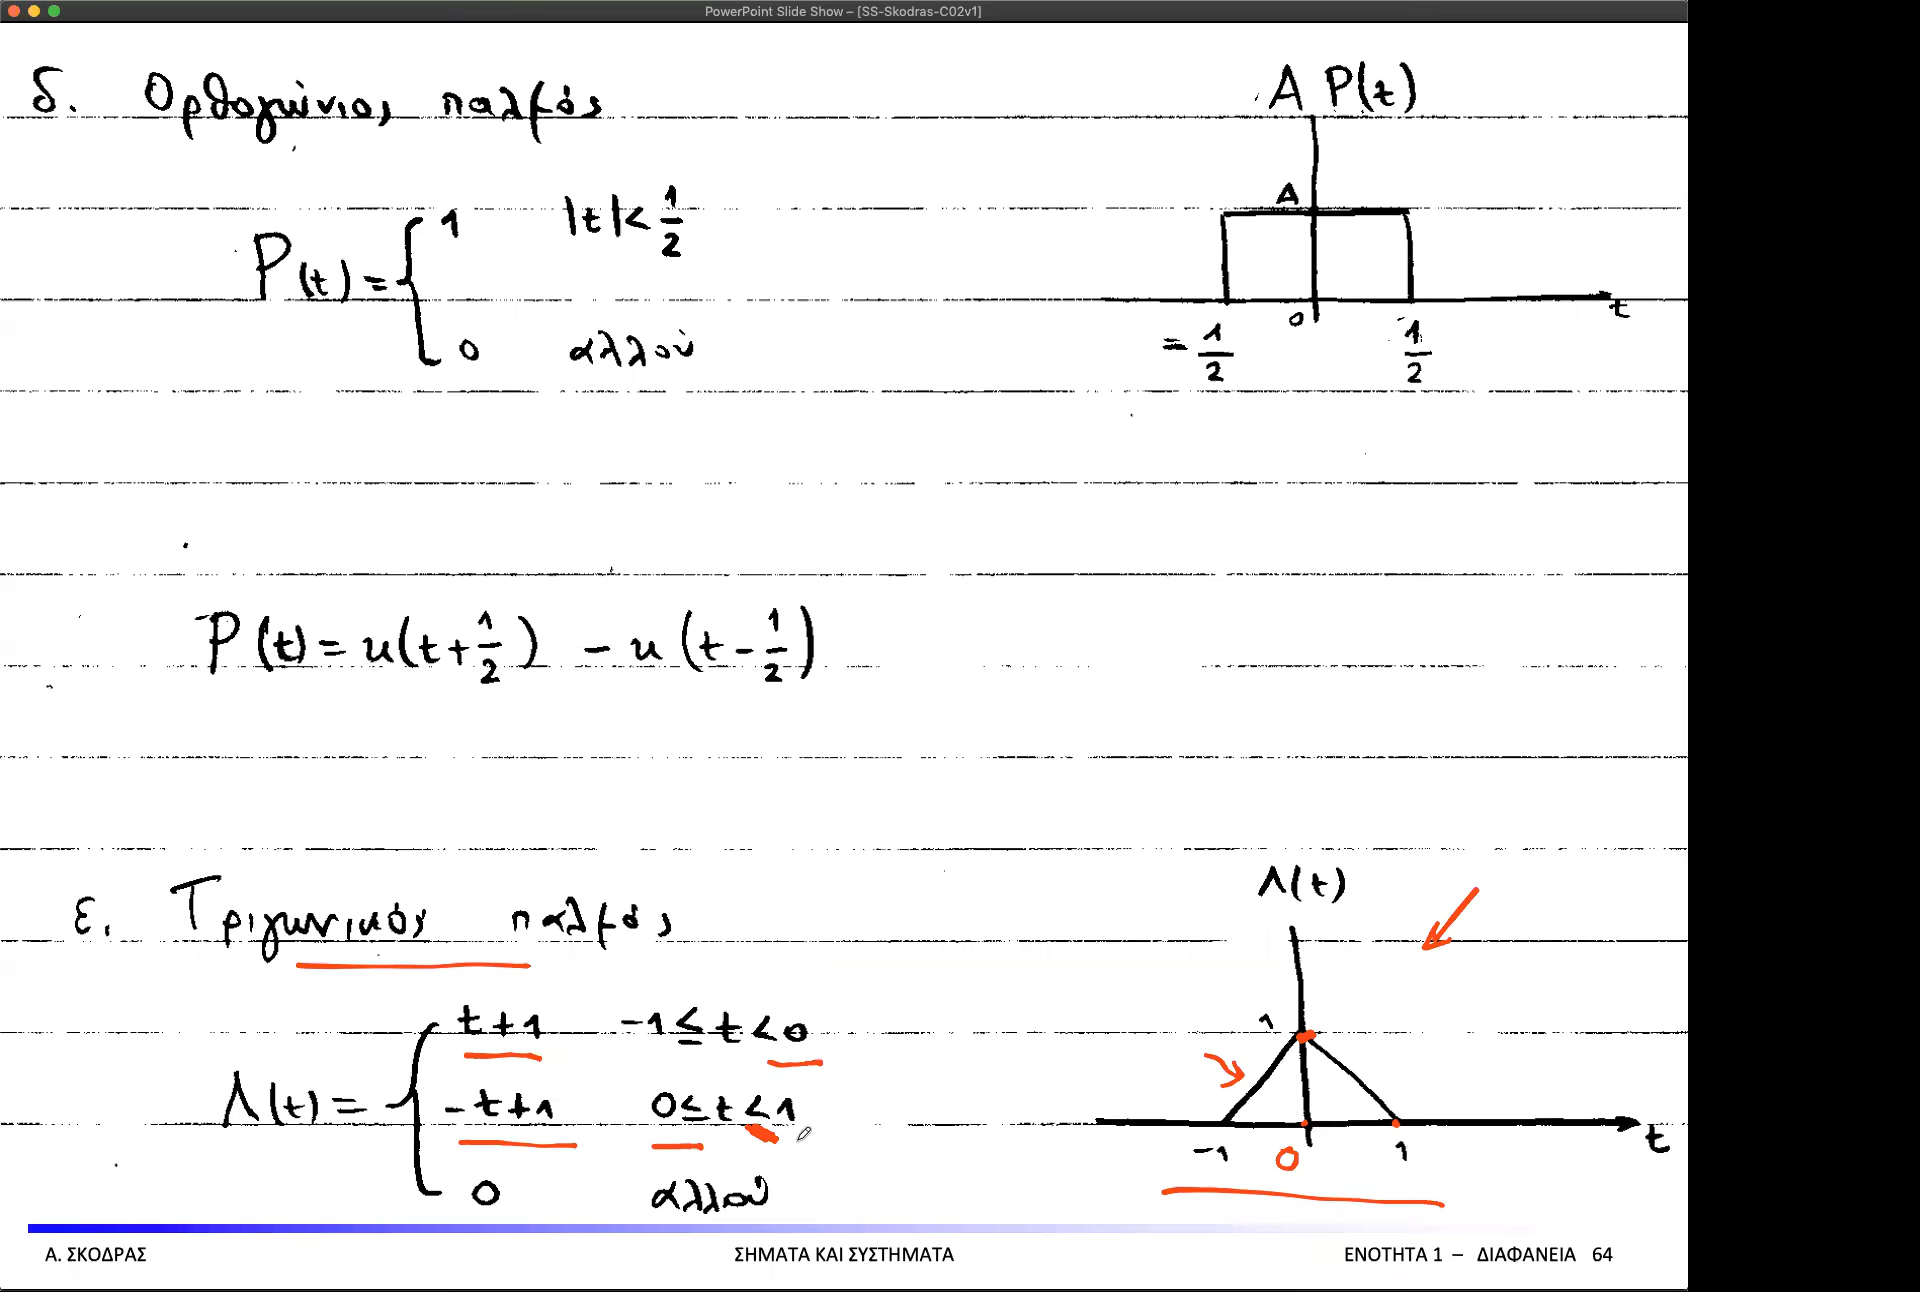 PowerPoint Slide Show – [SS-Skodras-C02v1]
δ. Ορθογώνιος παλμός
A P(t)
P(t) = { 1 |t| < 1/2
0 αλλού
A
0
t
= 1/2
1/2
P(t) = u(t + 1/2) - u(t - 1/2)
ε. Τριγωνικός παλμός
Λ(t)
Λ(t) = { t+1 -1 ≤ t < 0
-t+1 0 ≤ t < 1
0 αλλού
1
-1
0
1
t
Α. ΣΚΟΔΡΑΣ
ΣΗΜΑΤΑ ΚΑΙ ΣΥΣΤΗΜΑΤΑ
ΕΝΟΤΗΤΑ 1 – ΔΙΑΦΑΝΕΙΑ 64